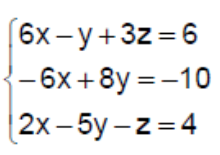 6x – y + 3z = 6
– 6x + 8y = –10
2x – 5y – z = 4